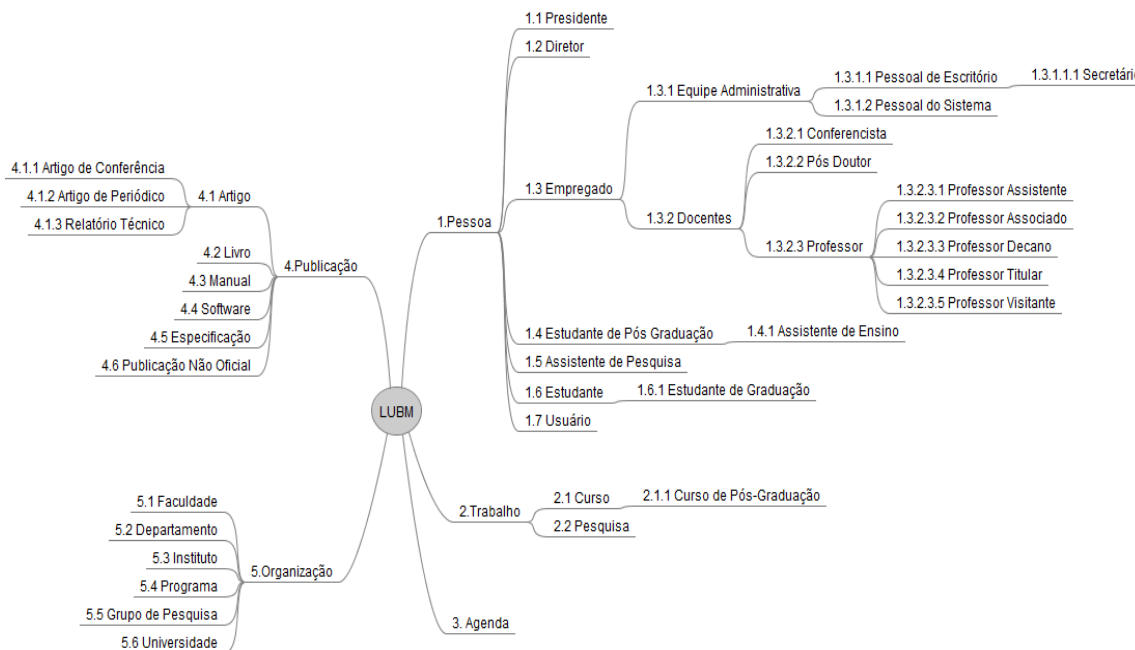 LUBM
1.Pessoa
1.1 Presidente
1.2 Diretor
1.3 Empregado
1.3.1 Equipe Administrativa
1.3.1.1 Pessoal de Escritório
1.3.1.1.1 Secretário
1.3.1.2 Pessoal do Sistema
1.3.2 Docentes
1.3.2.1 Conferencista
1.3.2.2 Pós Doutor
1.3.2.3 Professor
1.3.2.3.1 Professor Assistente
1.3.2.3.2 Professor Associado
1.3.2.3.3 Professor Decano
1.3.2.3.4 Professor Titular
1.3.2.3.5 Professor Visitante
1.4 Estudante de Pós Graduação
1.4.1 Assistente de Ensino
1.5 Assistente de Pesquisa
1.6 Estudante
1.6.1 Estudante de Graduação
1.7 Usuário
2.Trabalho
2.1 Curso
2.1.1 Curso de Pós-Graduação
2.2 Pesquisa
3. Agenda
4.Publicação
4.1 Artigo
4.1.1 Artigo de Conferência
4.1.2 Artigo de Periódico
4.1.3 Relatório Técnico
4.2 Livro
4.3 Manual
4.4 Software
4.5 Especificação
4.6 Publicação Não Oficial
5.Organização
5.1 Faculdade
5.2 Departamento
5.3 Instituto
5.4 Programa
5.5 Grupo de Pesquisa
5.6 Universidade